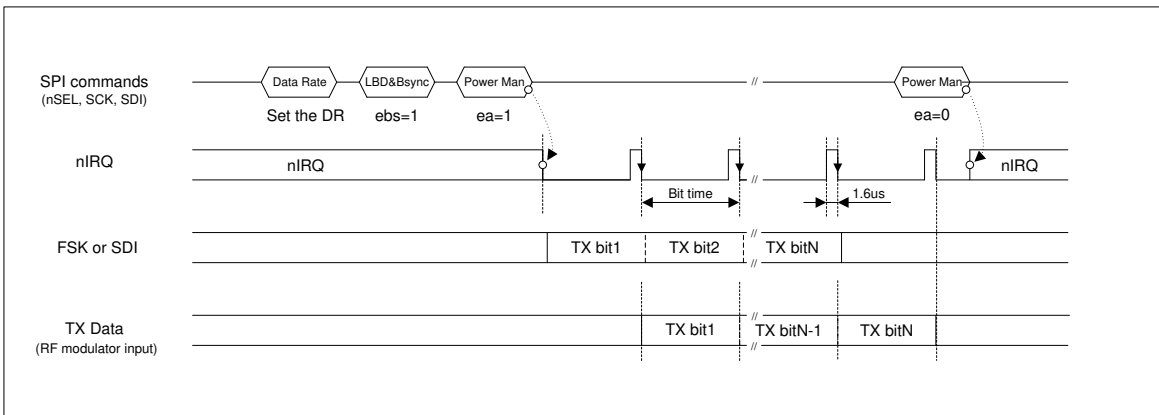 SPI commands
(nSEL, SCK, SDI)
Data Rate
LBD&Bsync
Power Man
//
Power Man
Set the DR
ebs=1
ea=1
ea=0
nIRQ
nIRQ
nIRQ
//
Bit time
1.6us
FSK or SDI
TX bit1
TX bit2
//
//
TX bitN
TX Data
(RF modulator input)
TX bit1
//
//
TX bitN-1
TX bitN